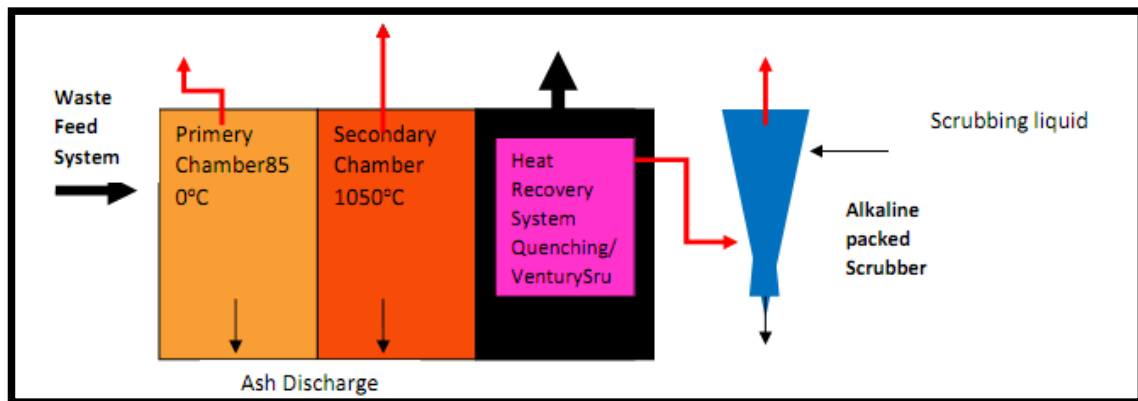 Waste
Feed
System
Primery
Chamber85
0°C
Secondary
Chamber
1050°C
Heat
Recovery
System
Quenching/
VenturySru
Scrubbing liquid
Alkaline
packed
Scrubber
Ash Discharge